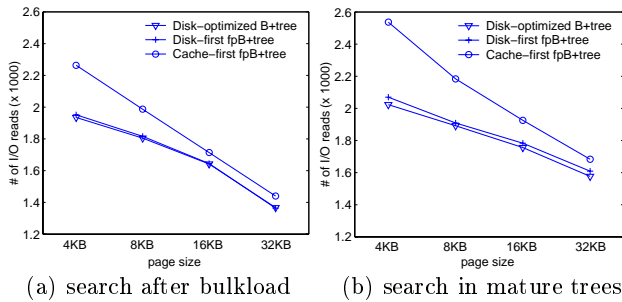 2.6
2.4
2.2
2
1.8
1.6
1.4
1.2
# of I/O reads (x 1000)
Disk-optimized B+tree
Disk-first fpB+tree
Cache-first fpB+tree
4KB 8KB 16KB 32KB
page size
(a) search after bulkload
2.6
2.4
2.2
2
1.8
1.6
1.4
1.2
# of I/O reads (x 1000)
Disk-optimized B+tree
Disk-first fpB+tree
Cache-first fpB+tree
4KB 8KB 16KB 32KB
page size
(b) search in mature trees